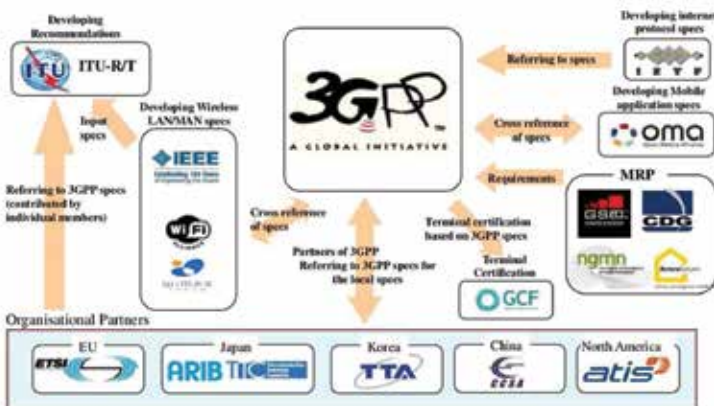 Developing
Recommendations
ITU
ITU-R/T
Input
specs
Developing Wireless
LAN/MAN specs
IEEE
WiFi
Referring to 3GPP specs
(contributed by
individual members)
3GPP
TM
A GLOBAL INITIATIVE
Cross reference
of specs
Partners of 3GPP
Referring to 3GPP specs for
the local specs
Developing internet
protocol specs
Referring to specs
IETF
Developing Mobile
application specs
Cross reference
of specs
oma
Requirements
MRP
CDG
ngmn
Terminal certification
based on 3GPP specs
Terminal
Certification
GCF
Organisational Partners
EU
ETSI
Japan
ARIB
Korea
TTA
China
CCSA
North America
atis